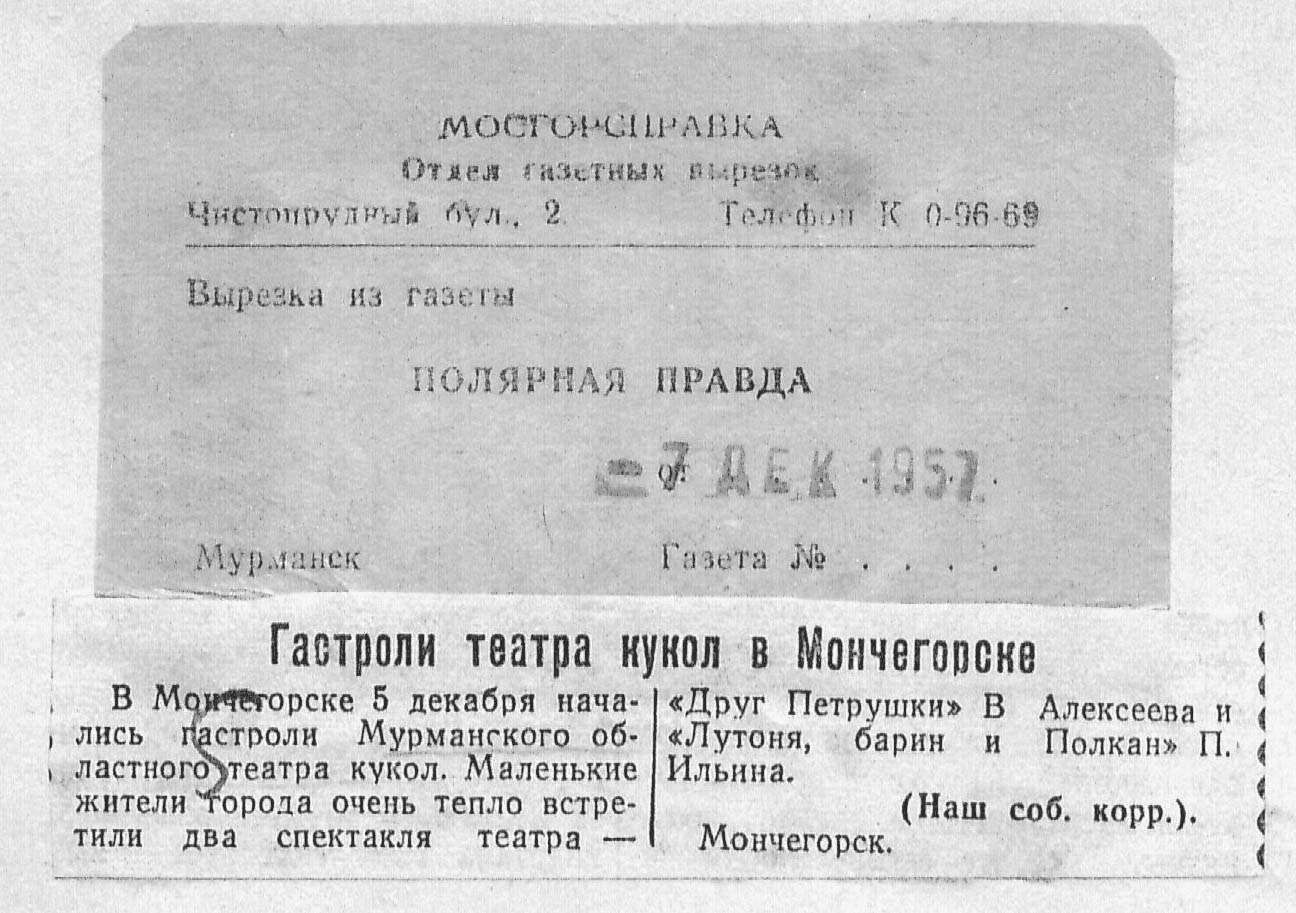 МОСГОРСПРАВКА
Отдел газетных вырезок
Чистопрудный бул., 2 Телефон К 0-96-69
Вырезка из газеты
ПОЛЯРНАЯ ПРАВДА
от -7 ДЕК 1957
Мурманск Газета № . . . .
Гастроли театра кукол в Мончегорске
В Мончегорске 5 декабря нача-
лись гастроли Мурманского об-
ластного театра кукол. Маленькие
жители города очень тепло встре-
тили два спектакля театра —
«Друг Петрушки» В Алексеева и
«Лутоня, барин и Полкан» П.
Ильина.
(Наш соб. корр.).
Мончегорск.